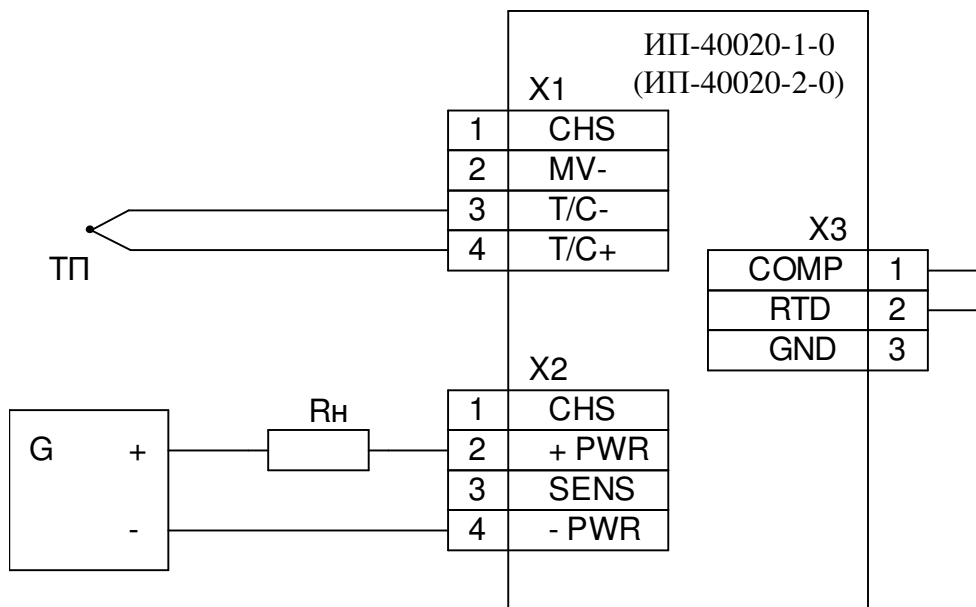 ИП-40020-1-0
(ИП-40020-2-0)
X1
1 CHS
2 MV-
3 T/C-
4 T/C+
ТП
X3
COMP 1
RTD 2
GND 3
X2
1 CHS
2 + PWR
3 SENS
4 - PWR
G +
-
Rн